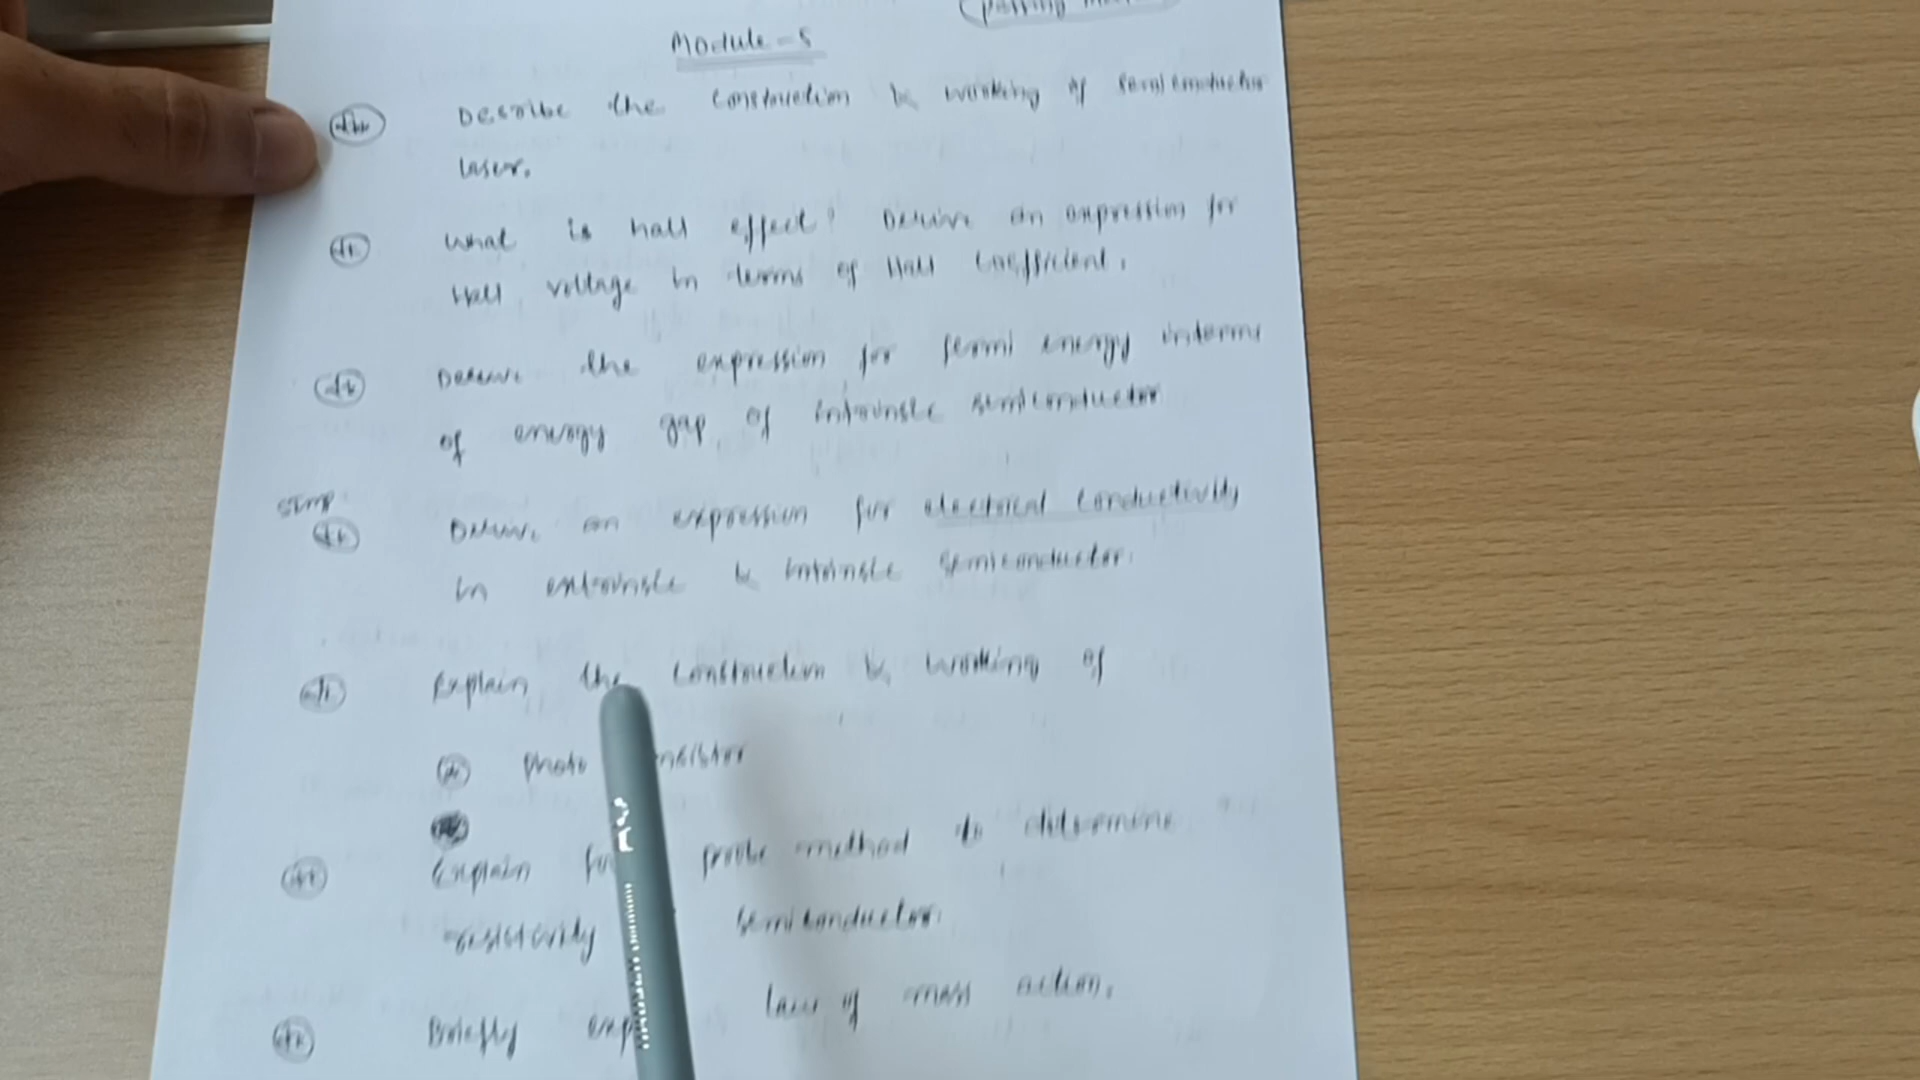 Module-5
Describe the construction & working of semiconductor
laser.
What is hall effect? Derive an expression for
Hall voltage in terms of Hall coefficient.
Derive the expression for fermi energy interms
of energy gap of intrinsic semiconductor
Derive an expression for electrical conductivity
in extrinsic & intrinsic semiconductor.
Explain the construction & working of
Photo
Explain probe method to determine
resistivity semiconductor.
Briefly law of mass action.